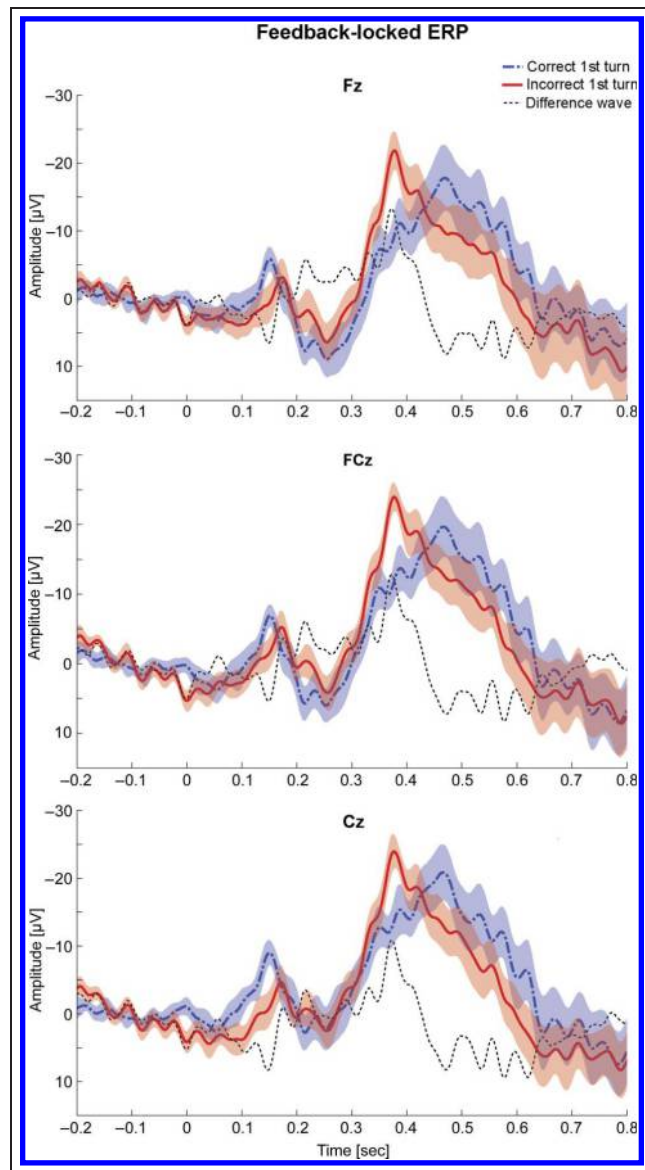 Feedback-locked ERP
Correct 1st turn
Incorrect 1st turn
Difference wave
Fz
Amplitude [µV]
–30
–20
–10
0
10
–0.2 –0.1 0 0.1 0.2 0.3 0.4 0.5 0.6 0.7 0.8
FCz
Amplitude [µV]
–30
–20
–10
0
10
–0.2 –0.1 0 0.1 0.2 0.3 0.4 0.5 0.6 0.7 0.8
Cz
Amplitude [µV]
–30
–20
–10
0
10
–0.2 –0.1 0 0.1 0.2 0.3 0.4 0.5 0.6 0.7 0.8
Time [sec]